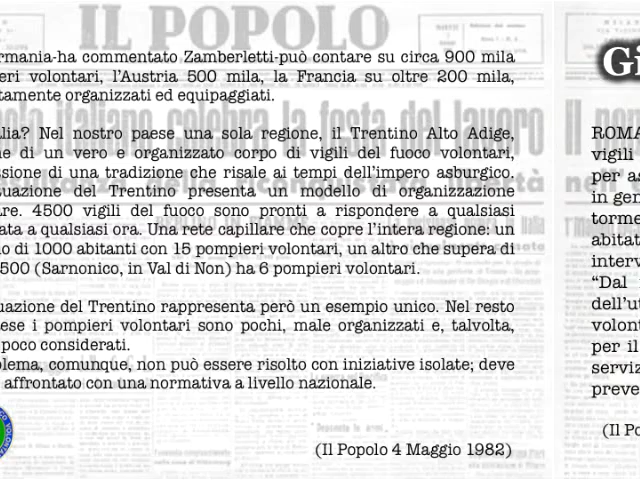 IL POPOLO
rmania-ha commentato Zamberletti-può contare su circa 900 mila
ieri volontari, l'Austria 500 mila, la Francia su oltre 200 mila,
tamente organizzati ed equipaggiati.
alia? Nel nostro paese una sola regione, il Trentino Alto Adige,
ne di un vero e organizzato corpo di vigili del fuoco volontari,
ssione di una tradizione che risale ai tempi dell'impero asburgico.
uazione del Trentino presenta un modello di organizzazione
are. 4500 vigili del fuoco sono pronti a rispondere a qualsiasi
ata a qualsiasi ora. Una rete capillare che copre l'intera regione: un
o di 1000 abitanti con 15 pompieri volontari, un altro che supera di
500 (Sarnonico, in Val di Non) ha 6 pompieri volontari.
uazione del Trentino rappresenta però un esempio unico. Nel resto
ese i pompieri volontari sono pochi, male organizzati e, talvolta,
poco considerati.
blema, comunque, non può essere risolto con iniziative isolate; deve
affrontato con una normativa a livello nazionale.
(Il Popolo 4 Maggio 1982)
Gi
ROMA
vigili
per as
in gen
torme
abitat
interv
“Dal
dell'ut
volont
per il
serviz
preve
(Il Po